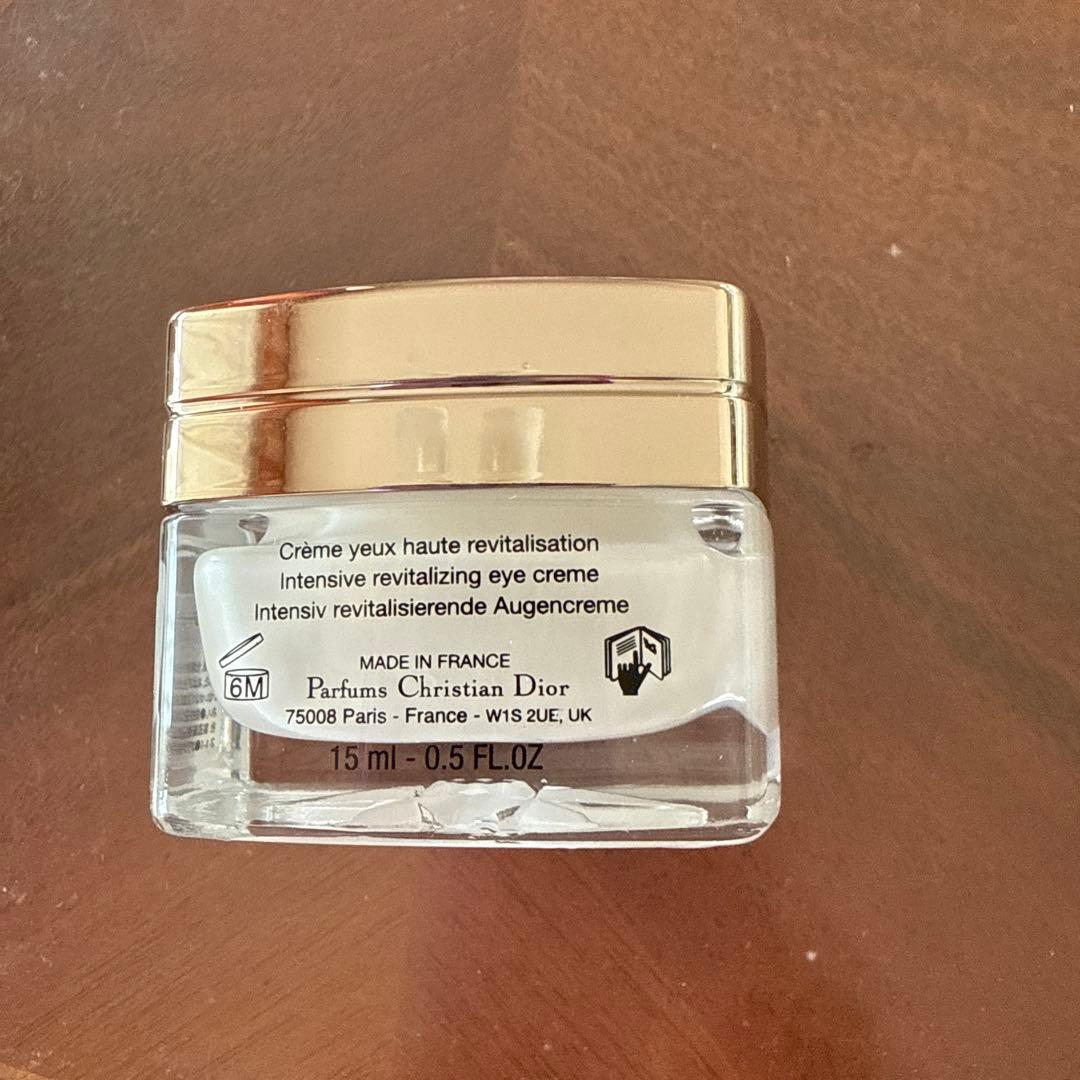 Crème yeux haute revitalisation
Intensive revitalizing eye creme
Intensiv revitalisierende Augencreme
6M
MADE IN FRANCE
Parfums Christian Dior
75008 Paris - France - W1S 2UE, UK
15 ml - 0.5 FL.OZ